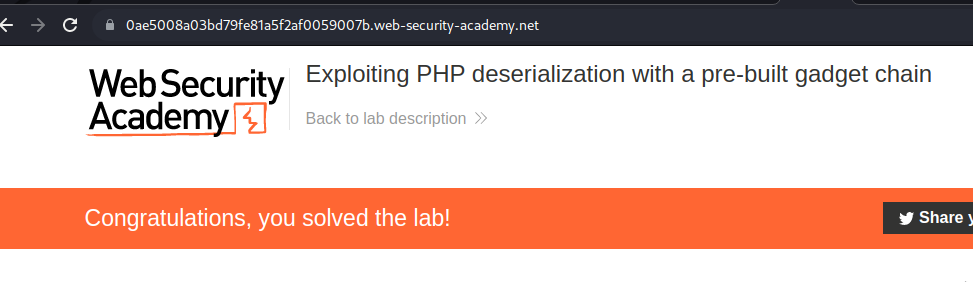 0ae5008a03bd79fe81a5f2af0059007b.web-security-academy.net
Web Security
Academy
Exploiting PHP deserialization with a pre-built gadget chain
Back to lab description
Congratulations, you solved the lab!
Share y